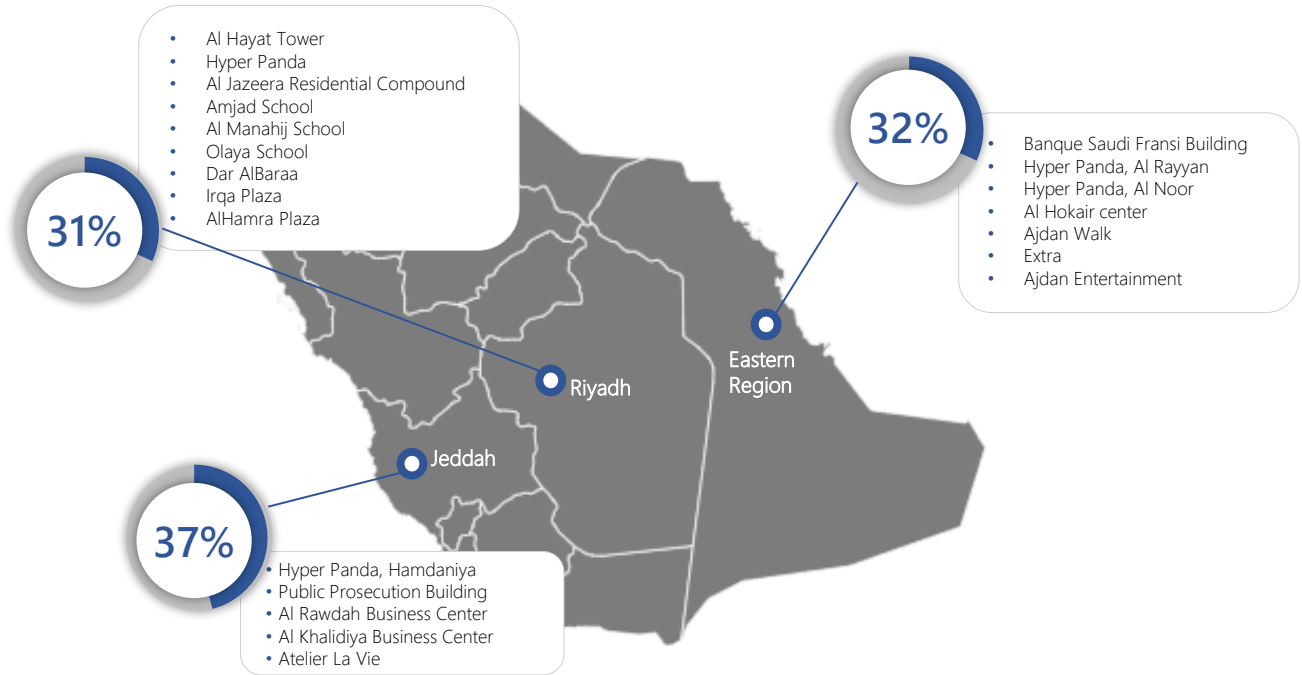 • Al Hayat Tower
• Hyper Panda
• Al Jazeera Residential Compound
• Amjad School
• Al Manahij School
• Olaya School
• Dar AlBaraa
• Irqa Plaza
• AlHamra Plaza
31%
32%
• Banque Saudi Fransi Building
• Hyper Panda, Al Rayyan
• Hyper Panda, Al Noor
• Al Hokair center
• Ajdan Walk
• Extra
• Ajdan Entertainment
Eastern
Region
Riyadh
Jeddah
37%
• Hyper Panda, Hamdaniya
• Public Prosecution Building
• Al Rawdah Business Center
• Al Khalidiya Business Center
• Atelier La Vie